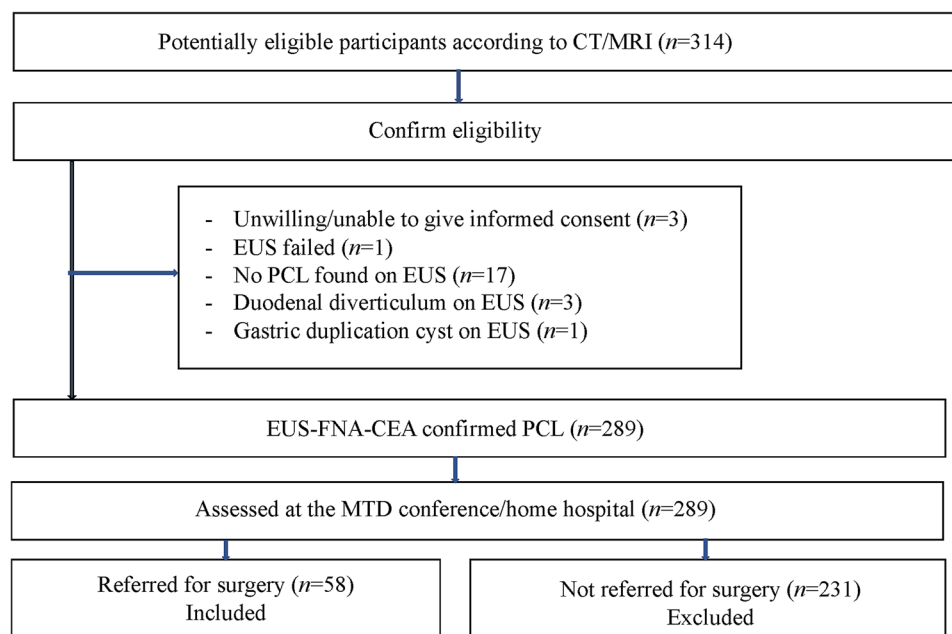 Potentially eligible participants according to CT/MRI (n=314)
Confirm eligibility
- Unwilling/unable to give informed consent (n=3)
- EUS failed (n=1)
- No PCL found on EUS (n=17)
- Duodenal diverticulum on EUS (n=3)
- Gastric duplication cyst on EUS (n=1)
EUS-FNA-CEA confirmed PCL (n=289)
Assessed at the MTD conference/home hospital (n=289)
Referred for surgery (n=58)
Included
Not referred for surgery (n=231)
Excluded